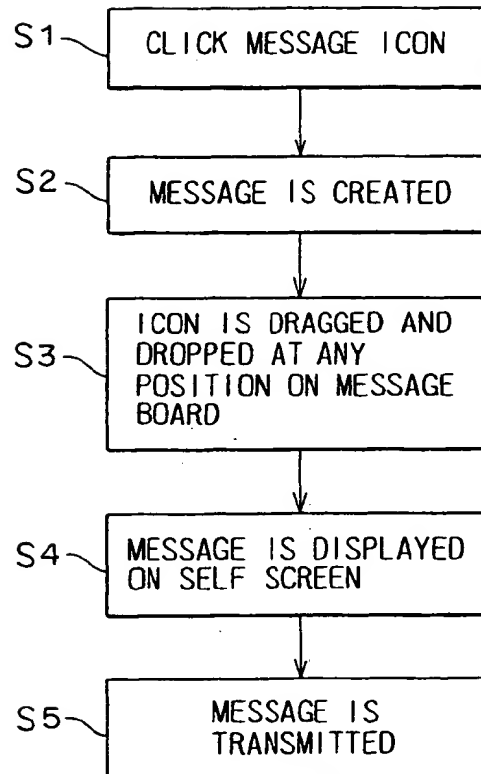 S1
CLICK MESSAGE ICON
S2
MESSAGE IS CREATED
S3
ICON IS DRAGGED AND
DROPPED AT ANY
POSITION ON MESSAGE
BOARD
S4
MESSAGE IS DISPLAYED
ON SELF SCREEN
S5
MESSAGE IS
TRANSMITTED